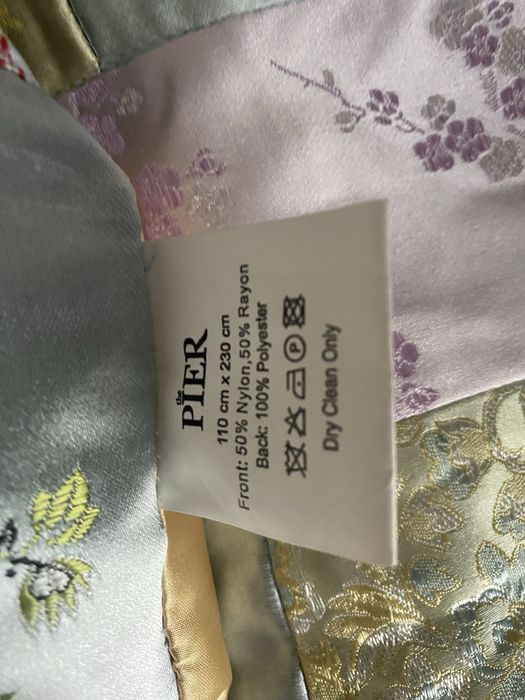 the
PIER
110 cm x 230 cm
Front: 50% Nylon,50% Rayon
Back: 100% Polyester
P
Dry Clean Only